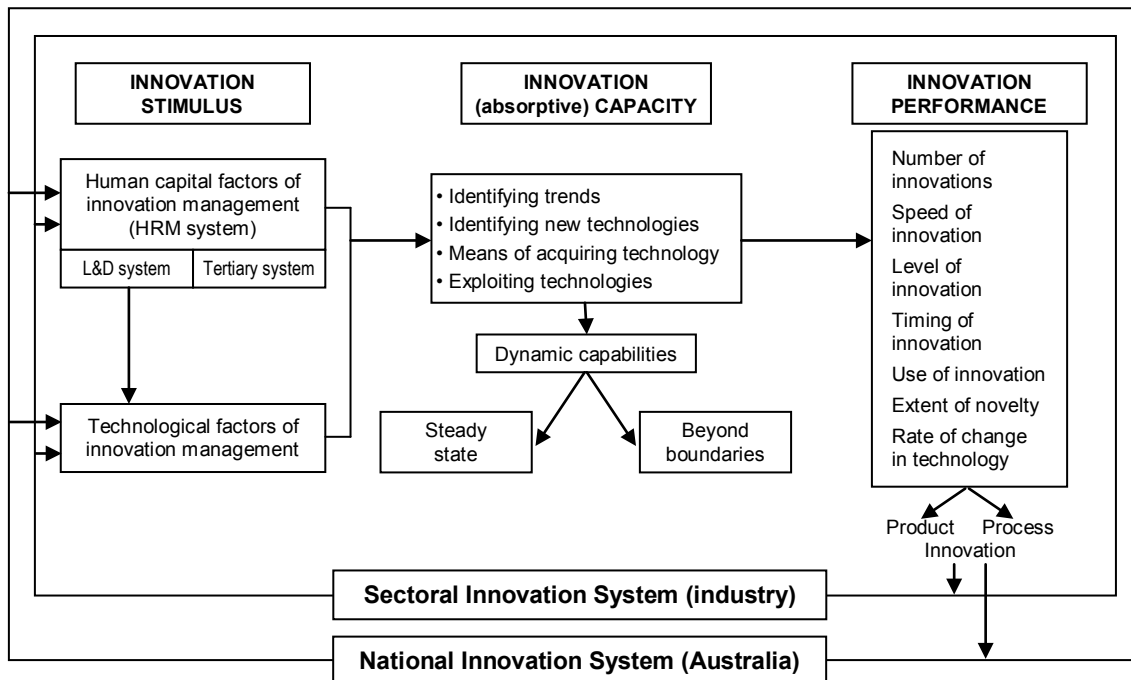 INNOVATION
STIMULUS
INNOVATION
(absorptive) CAPACITY
INNOVATION
PERFORMANCE
Human capital factors of
innovation management
(HRM system)
L&D system
Tertiary system
Technological factors of
innovation management
• Identifying trends
• Identifying new technologies
• Means of acquiring technology
• Exploiting technologies
Dynamic capabilities
Steady
state
Beyond
boundaries
Number of
innovations
Speed of
innovation
Level of
innovation
Timing of
innovation
Use of innovation
Extent of novelty
Rate of change
in technology
Product Process
Innovation
Sectoral Innovation System (industry)
National Innovation System (Australia)